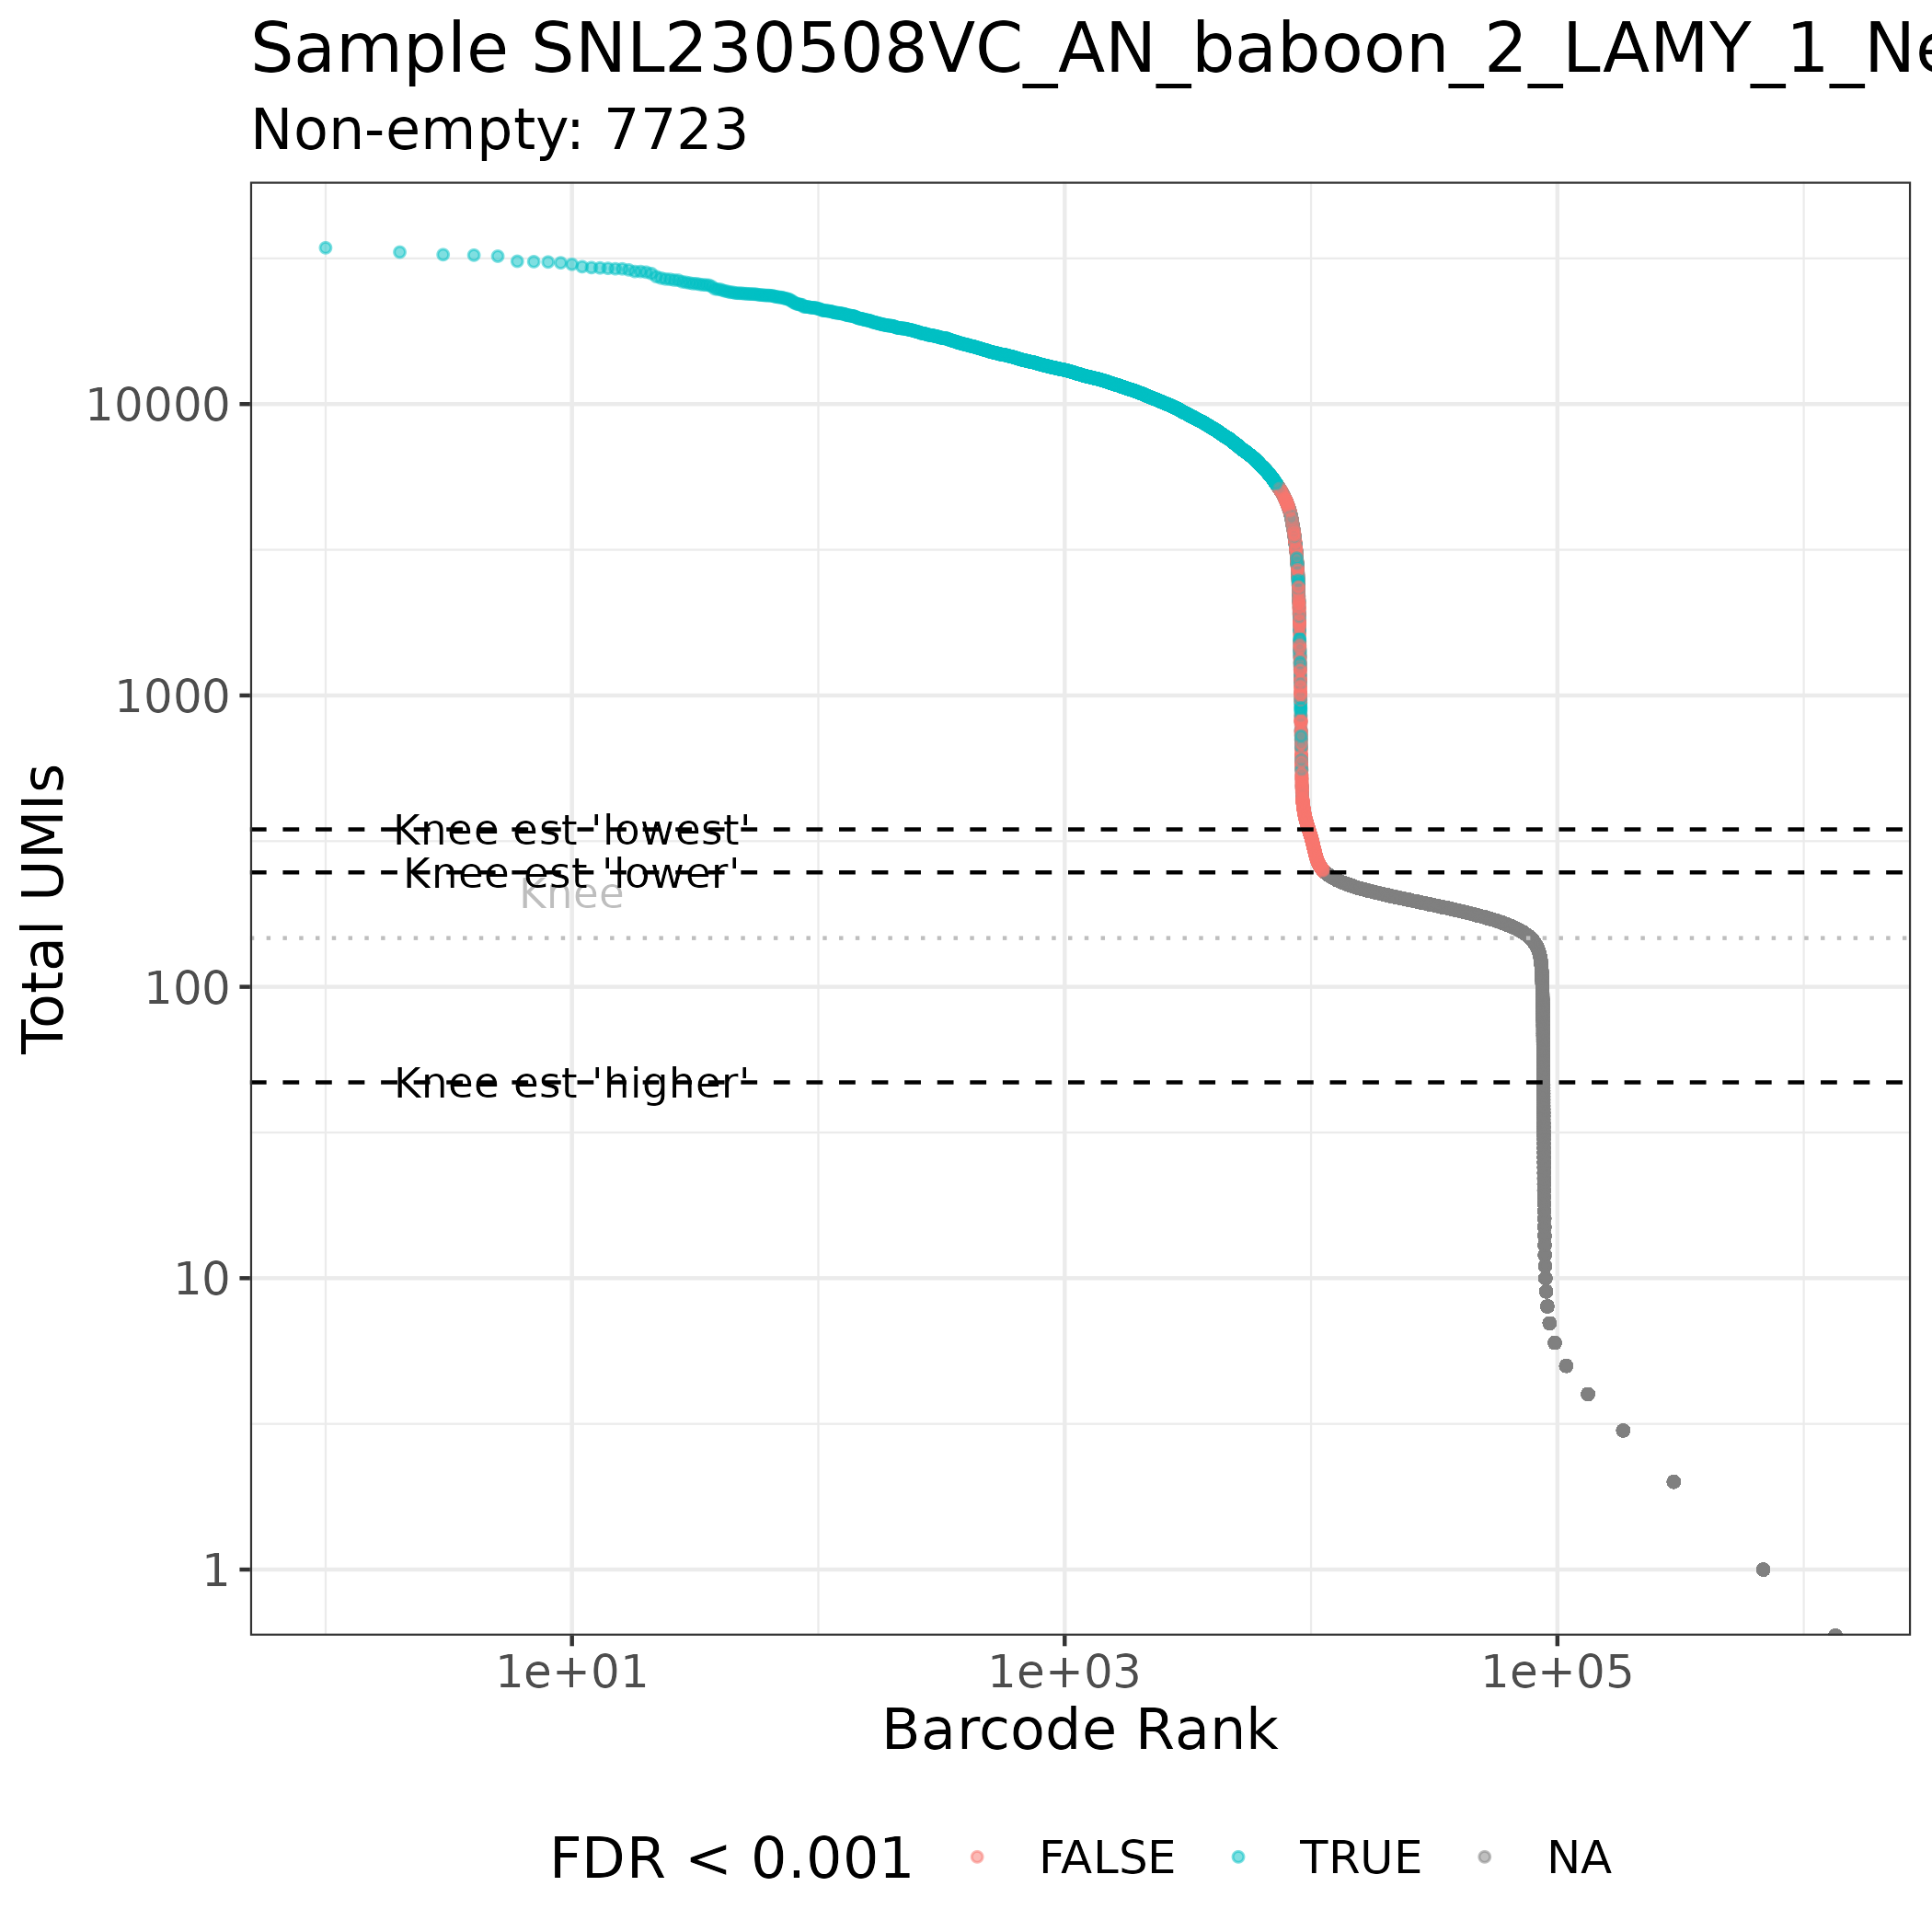 Sample SNL230508VC_AN_baboon_2_LAMY_1_Ne
Non-empty: 7723
Total UMIs
10000
1000
Knee est 'lowest'
Knee est 'lower'
Knee
100
Knee est 'higher'
10
1
1e+01 1e+03 1e+05
Barcode Rank
FDR < 0.001 FALSE TRUE NA